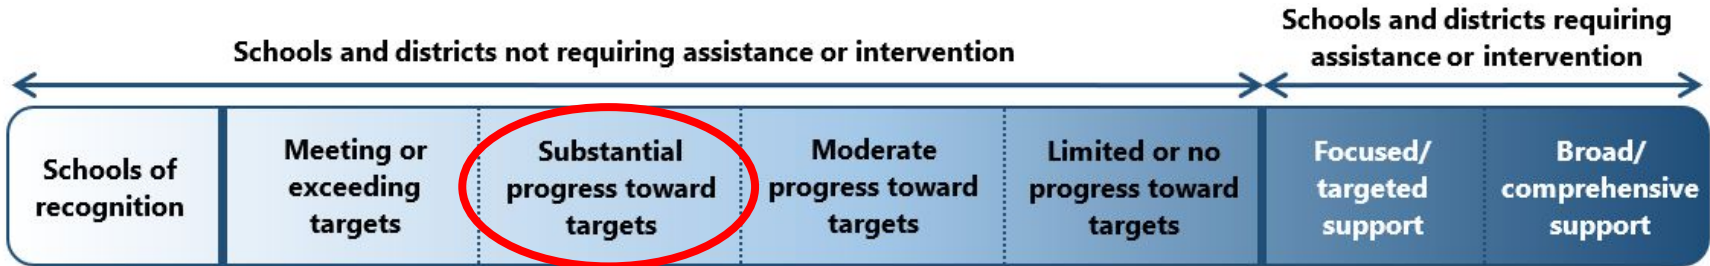 Schools and districts not requiring assistance or intervention
Schools and districts requiring
assistance or intervention
Schools of
recognition
Meeting or
exceeding
targets
Substantial
progress toward
targets
Moderate
progress toward
targets
Limited or no
progress toward
targets
Focused/
targeted
support
Broad/
comprehensive
support